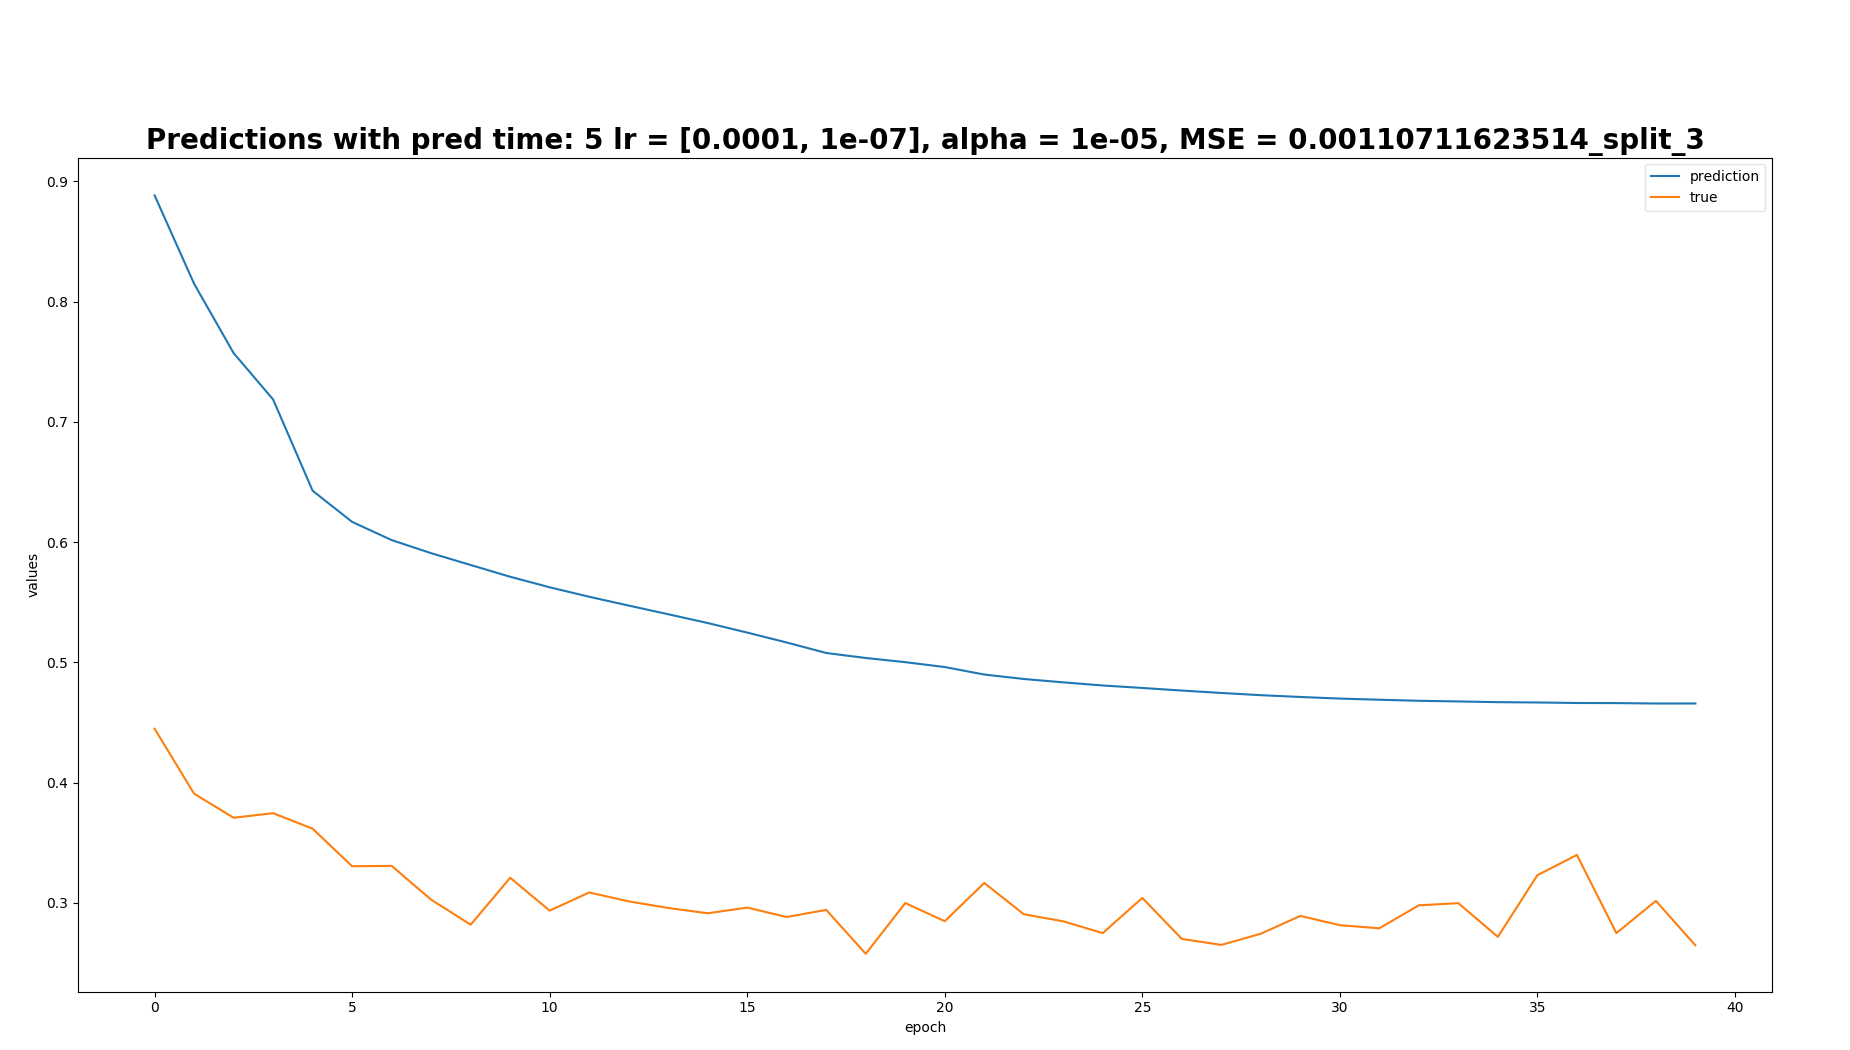 Predictions with pred time: 5 lr = [0.0001, 1e-07], alpha = 1e-05, MSE = 0.00110711623514_split_3
prediction
true
0.9
0.8
0.7
0.6
0.5
0.4
0.3
values
0 5 10 15 20 25 30 35 40
epoch